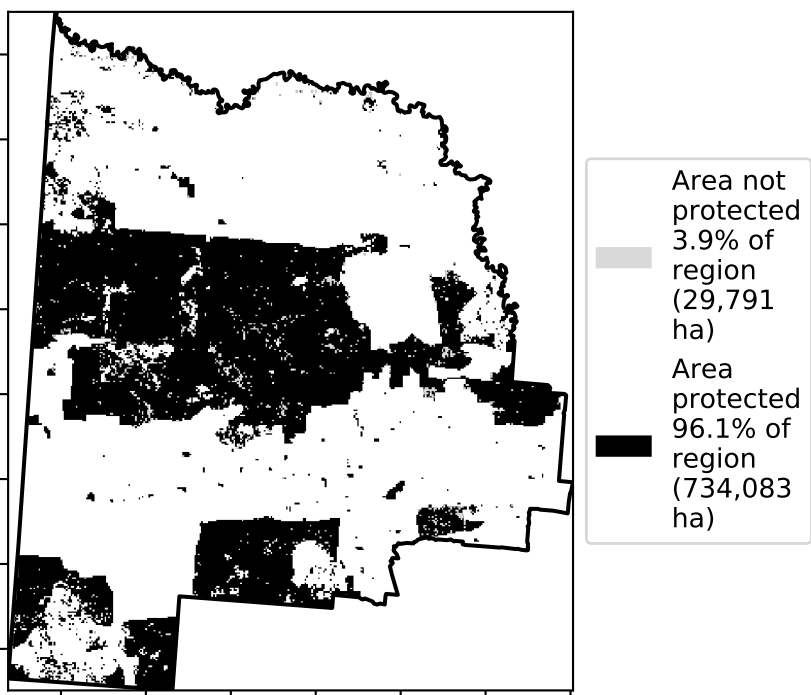 Area not
protected
3.9% of
region
(29,791
ha)
Area
protected
96.1% of
region
(734,083
ha)